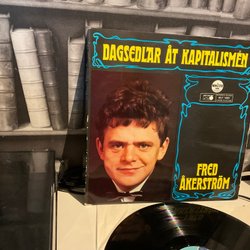 DAGSEDLAR ÅT KAPITALISMEN
FRED
ÅKERSTRÖM